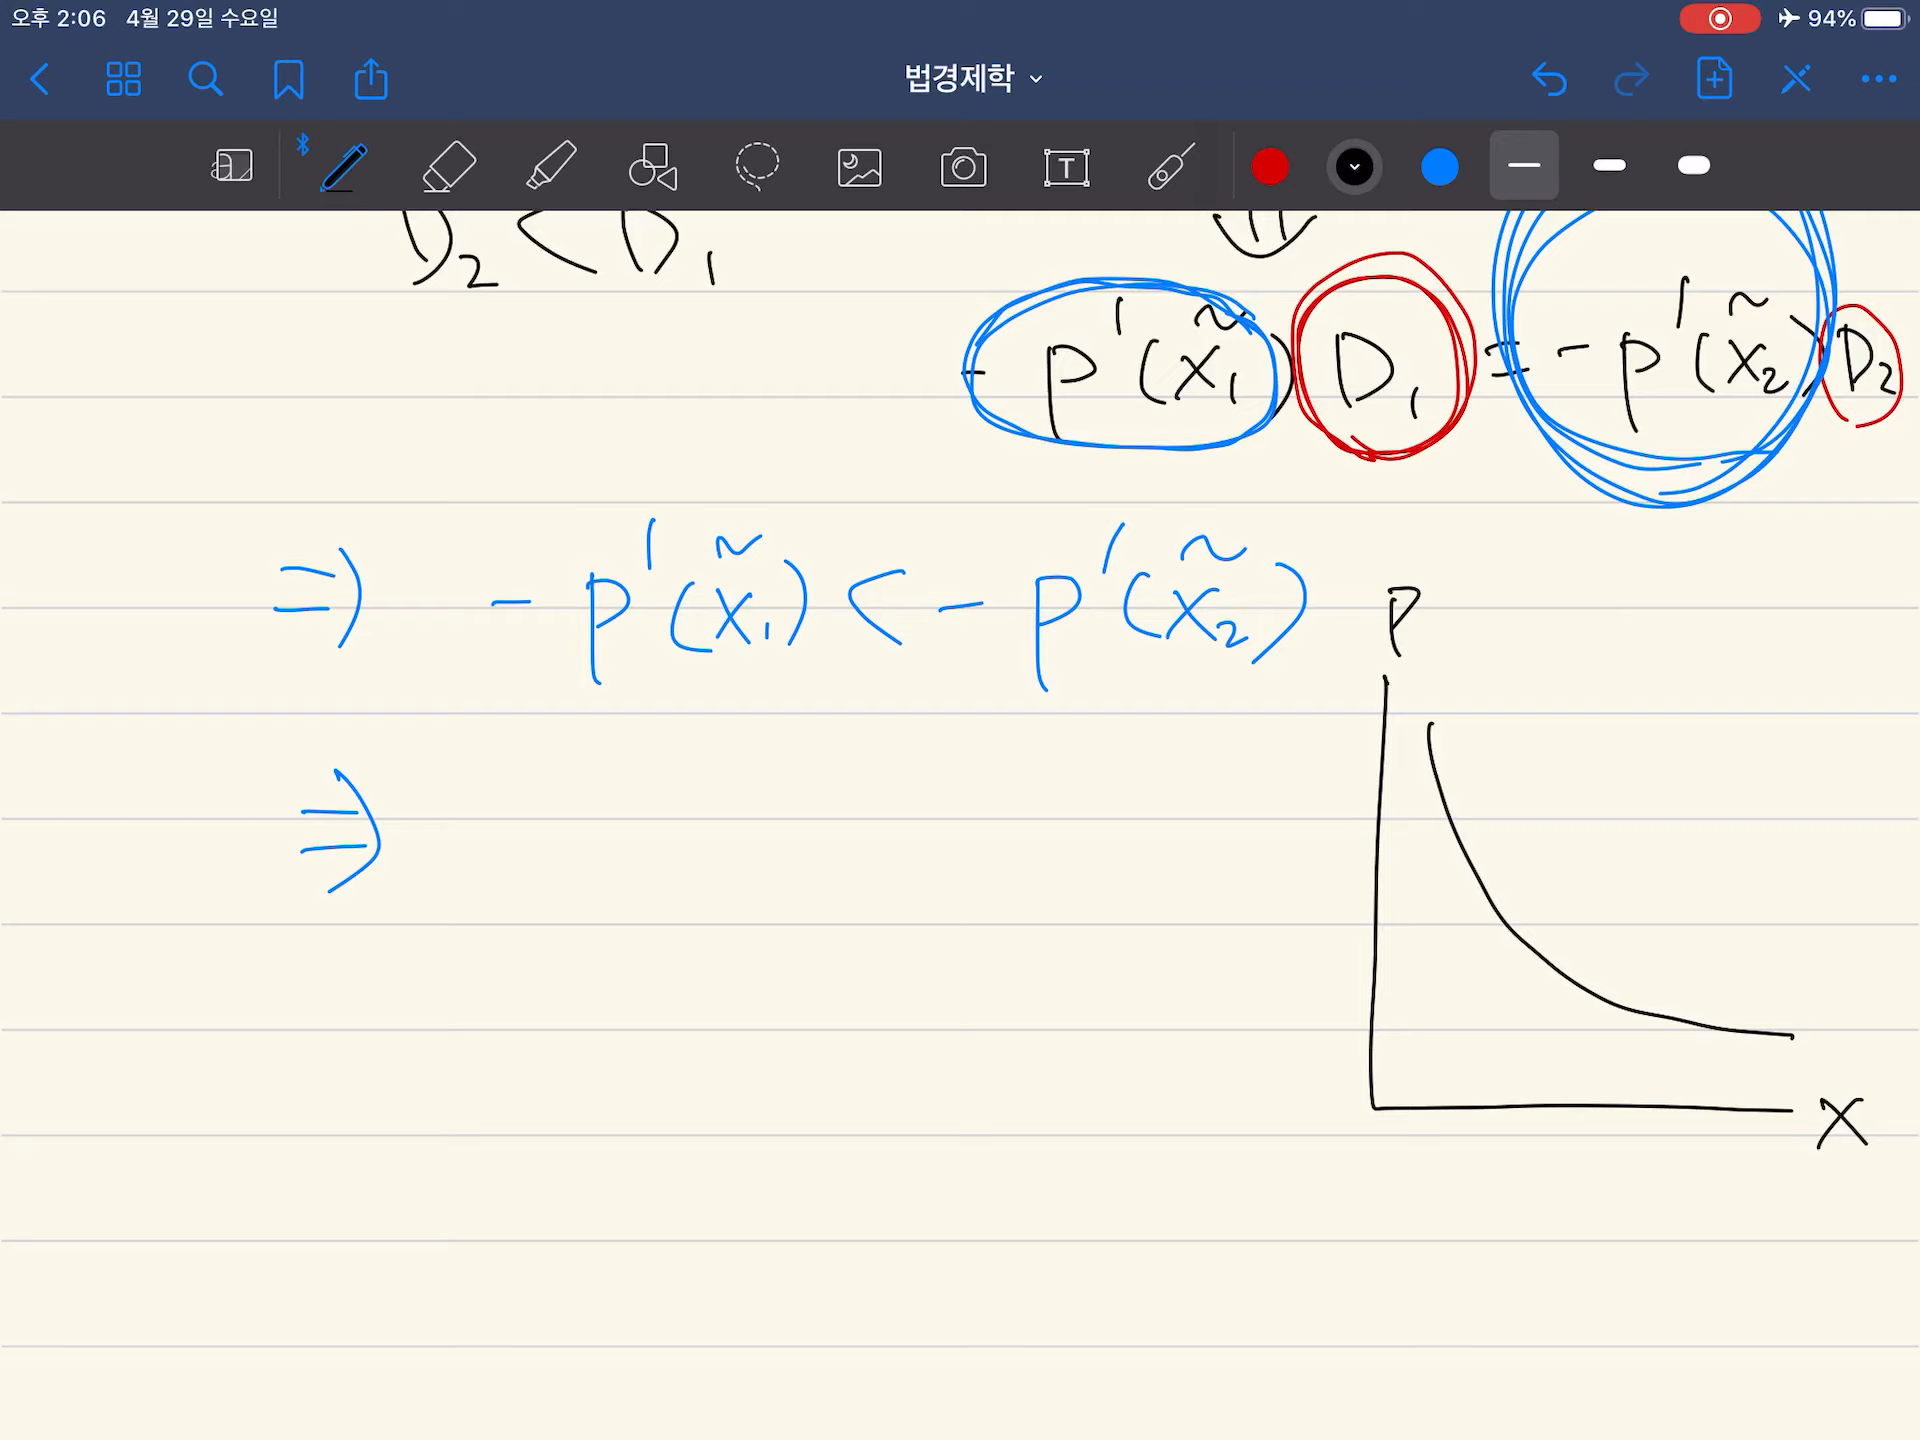 오후 2:06 4월 29일 수요일 94%
법경제학
T
D₂ < D₁
- p'(x̃₁) D₁ = - p'(x̃₂) D₂
⇒ - p'(x̃₁) < - p'(x̃₂)
P
⇒
X